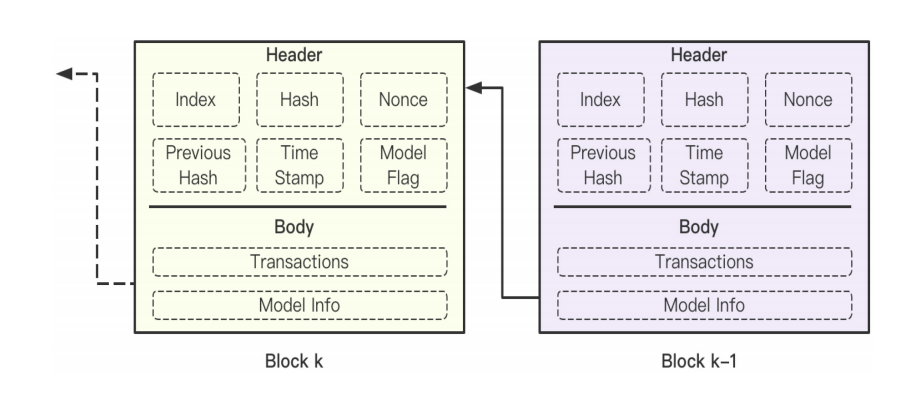 Header
Index
Hash
Nonce
Previous
Hash
Time
Stamp
Model
Flag
Body
Transactions
Model Info
Block k
Header
Index
Hash
Nonce
Previous
Hash
Time
Stamp
Model
Flag
Body
Transactions
Model Info
Block k–1